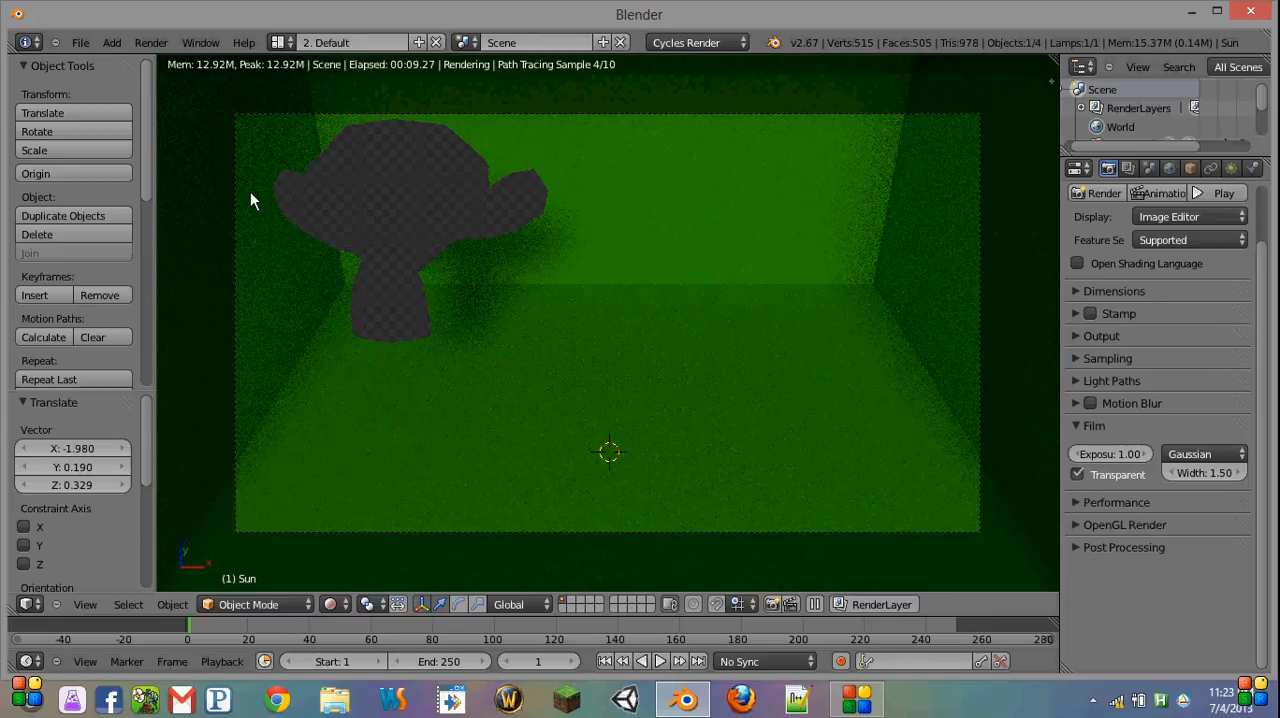 Blender
File Add Render Window Help 2. Default Scene Cycles Render v2.67 | Verts:515 | Faces:505 | Tris:978 | Objects:1/4 | Lamps:1/1 | Mem:15.37M (0.14M) | Sun
Mem: 12.92M, Peak: 12.92M | Scene | Elapsed: 00:09.27 | Rendering | Path Tracing Sample 4/10
Object Tools
Transform:
Translate
Rotate
Scale
Origin
Object:
Duplicate Objects
Delete
Join
Keyframes:
Insert Remove
Motion Paths:
Calculate Clear
Repeat:
Repeat Last
Translate
Vector
X: -1.980
Y: 0.190
Z: 0.329
Constraint Axis
X
Y
Z
Orientation
y
x
(1) Sun
View Search All Scenes
Scene
RenderLayers
World
Render Animation Play
Display: Image Editor
Feature Se Supported
Open Shading Language
Dimensions
Stamp
Output
Sampling
Light Paths
Motion Blur
Film
Exposu: 1.00 Gaussian
Transparent Width: 1.50
Performance
OpenGL Render
Post Processing
View Select Object Object Mode Global RenderLayer
-40 -20 0 20 40 60 80 100 120 140 160 180 200 220 240 260 280
View Marker Frame Playback Start: 1 End: 250 1 No Sync
11:23
7/4/2013